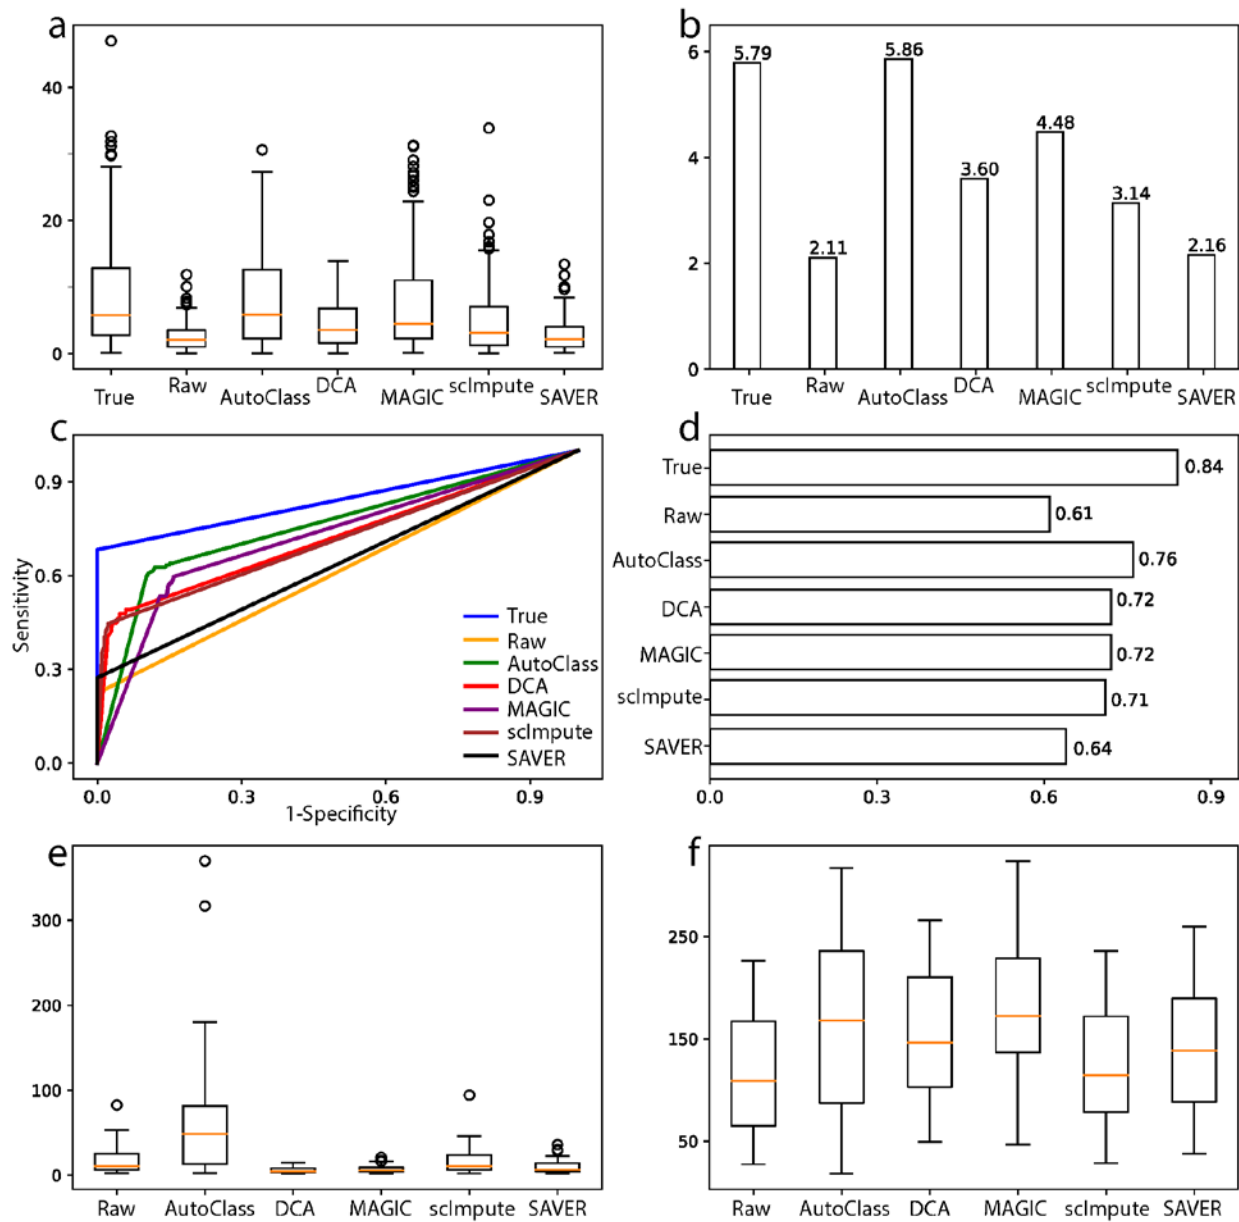 a
40
20
0
True
Raw
AutoClass
DCA
MAGIC
scImpute
SAVER
b
6
4
2
0
5.79
2.11
5.86
3.60
4.48
3.14
2.16
True
Raw
AutoClass
DCA
MAGIC
scImpute
SAVER
c
Sensitivity
0.9
0.6
0.3
0.0
0.0
0.3
0.6
0.9
1-Specificity
True
Raw
AutoClass
DCA
MAGIC
scImpute
SAVER
d
True
0.84
Raw
0.61
AutoClass
0.76
DCA
0.72
MAGIC
0.72
scImpute
0.71
SAVER
0.64
0.0
0.3
0.6
0.9
e
300
200
100
0
Raw
AutoClass
DCA
MAGIC
scImpute
SAVER
f
250
150
50
Raw
AutoClass
DCA
MAGIC
scImpute
SAVER